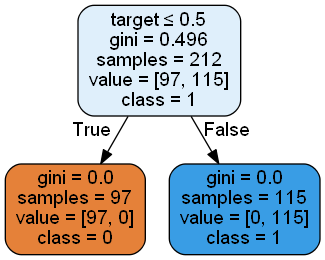 target ≤ 0.5
gini = 0.496
samples = 212
value = [97, 115]
class = 1
True
False
gini = 0.0
samples = 97
value = [97, 0]
class = 0
gini = 0.0
samples = 115
value = [0, 115]
class = 1